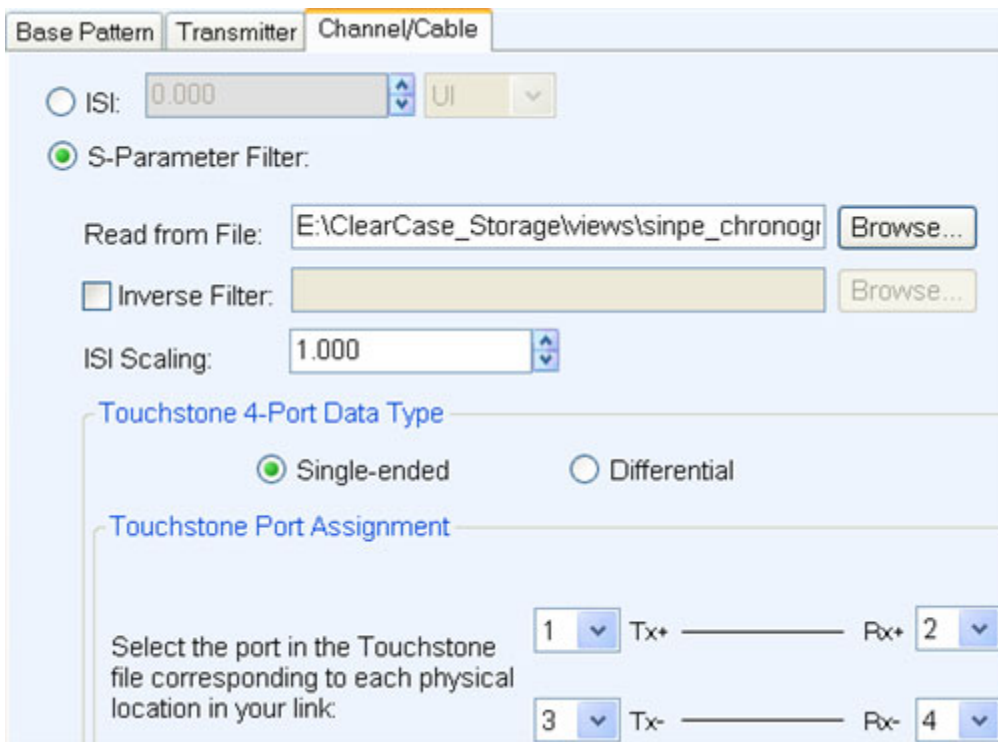 Base Pattern Transmitter Channel/Cable
ISI: 0.000 UI
S-Parameter Filter:
Read from File: E:\ClearCase_Storage\views\sinpe_chronogr Browse...
Inverse Filter: Browse...
ISI Scaling: 1.000
Touchstone 4-Port Data Type
Single-ended Differential
Touchstone Port Assignment
1 Tx+ Rx+ 2
Select the port in the Touchstone
file corresponding to each physical
location in your link:
3 Tx- Rx- 4